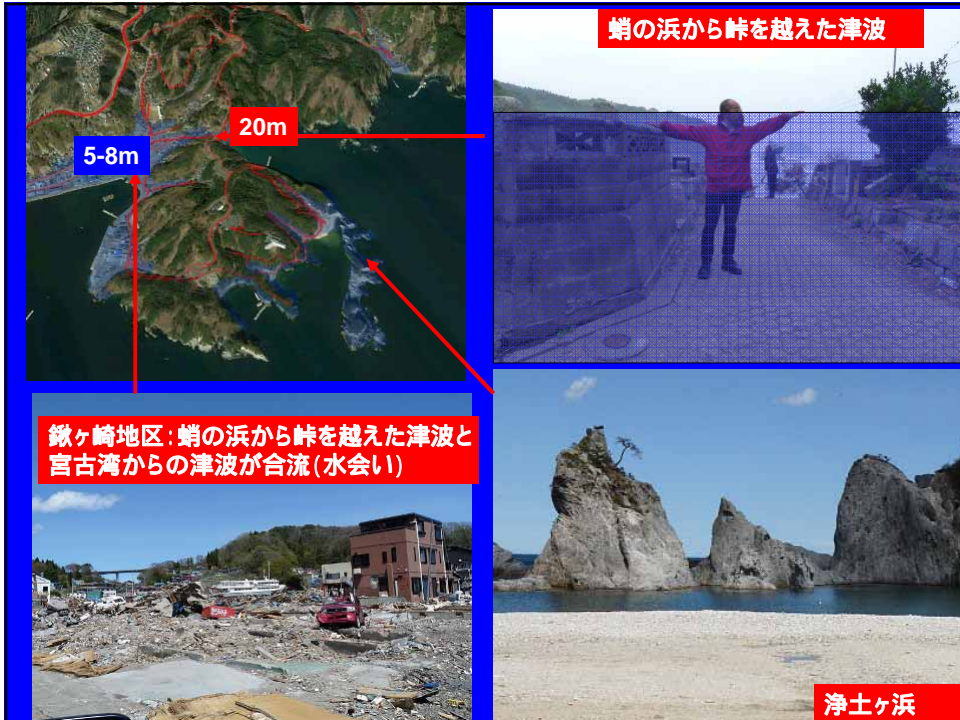 蛸の浜から峠を越えた津波
20m
5-8m
鍬ヶ崎地区:蛸の浜から峠を越えた津波と
宮古湾からの津波が合流(水会い)
浄土ヶ浜